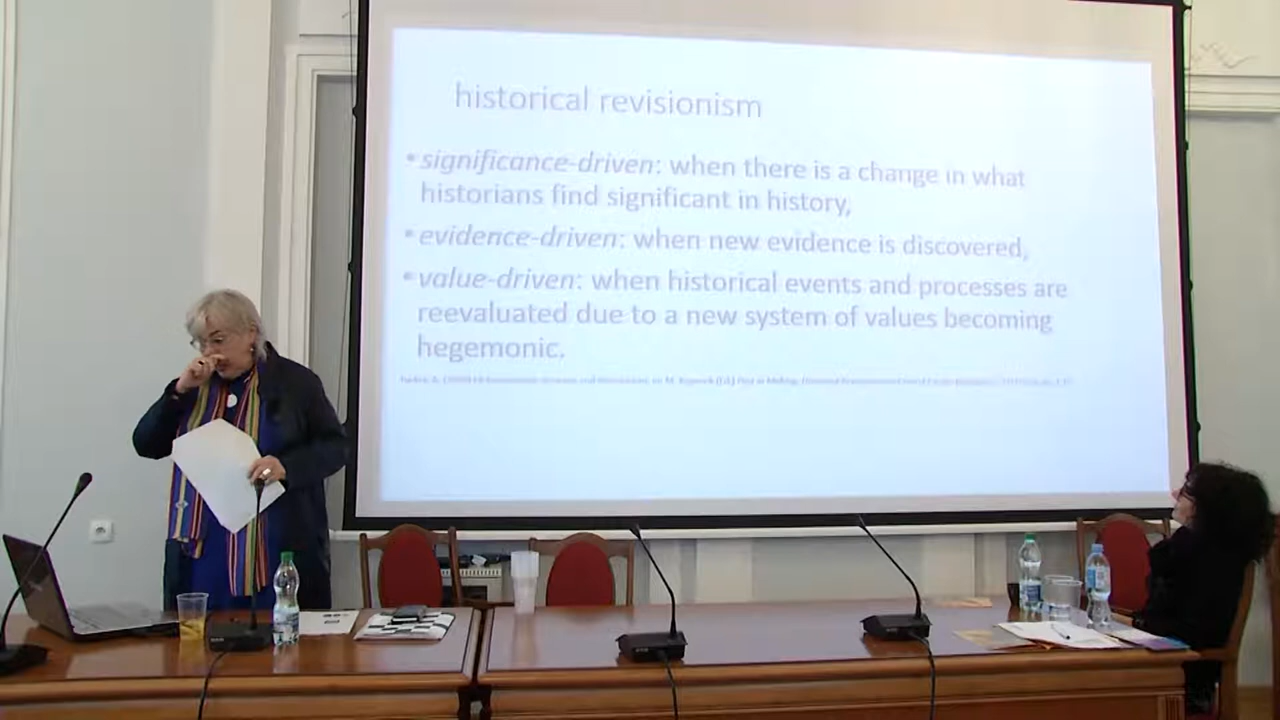 historical revisionism
• significance-driven: when there is a change in what
historians find significant in history,
• evidence-driven: when new evidence is discovered,
• value-driven: when historical events and processes are
reevaluated due to a new system of values becoming
hegemonic.